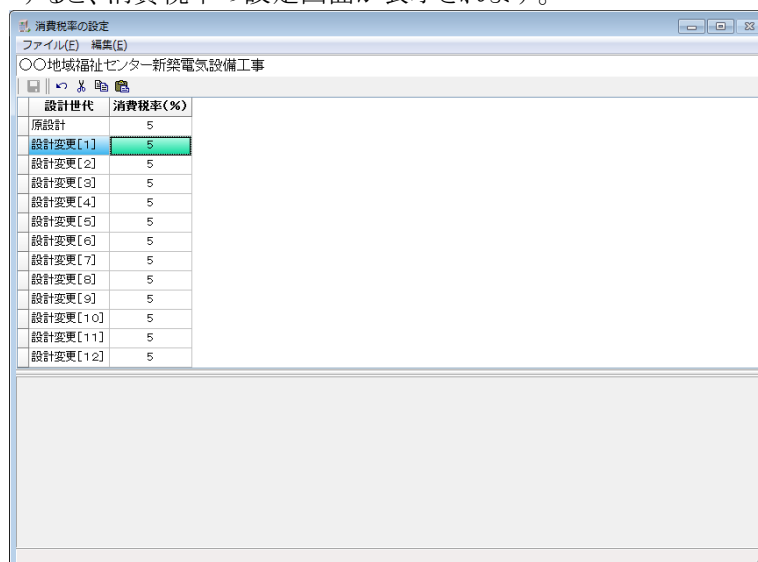 すると、消費税率の設定画面が表示されます。
消費税率の設定
ファイル(F) 編集(E)
○○地域福祉センター新築電気設備工事
設計世代 消費税率(%)
原設計 5
設計変更[1] 5
設計変更[2] 5
設計変更[3] 5
設計変更[4] 5
設計変更[5] 5
設計変更[6] 5
設計変更[7] 5
設計変更[8] 5
設計変更[9] 5
設計変更[10] 5
設計変更[11] 5
設計変更[12] 5